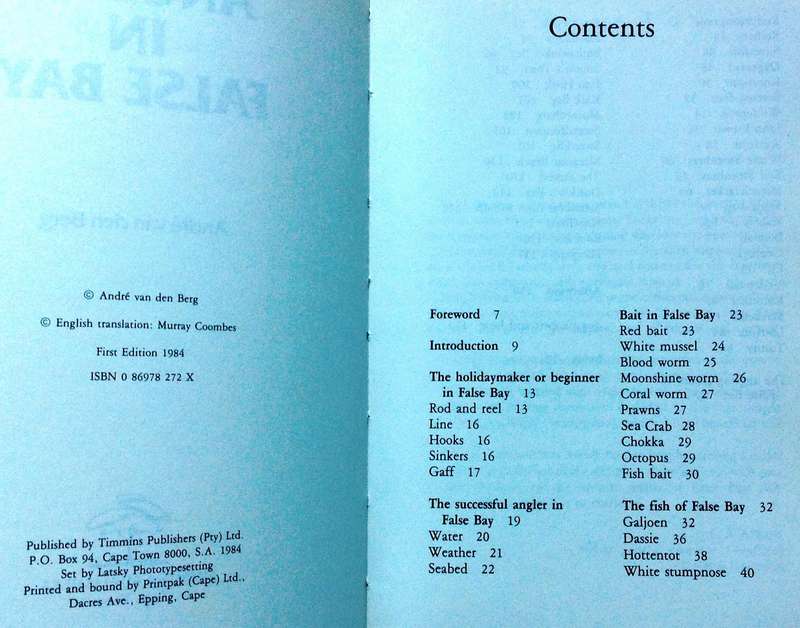 © André van den Berg
© English translation: Murray Coombes
First Edition 1984
ISBN 0 86978 272 X
Published by Timmins Publishers (Pty) Ltd.
P.O. Box 94, Cape Town 8000, S.A. 1984
Set by Latsky Phototypesetting
Printed and bound by Printpak (Cape) Ltd.,
Dacres Ave., Epping, Cape
Contents
Foreword 7
Introduction 9
The holidaymaker or beginner
in False Bay 13
Rod and reel 13
Line 16
Hooks 16
Sinkers 16
Gaff 17
The successful angler in
False Bay 19
Water 20
Weather 21
Seabed 22
Bait in False Bay 23
Red bait 23
White mussel 24
Blood worm 25
Moonshine worm 26
Coral worm 27
Prawns 27
Sea Crab 28
Chokka 29
Octopus 29
Fish bait 30
The fish of False Bay 32
Galjoen 32
Dassie 36
Hottentot 38
White stumpnose 40